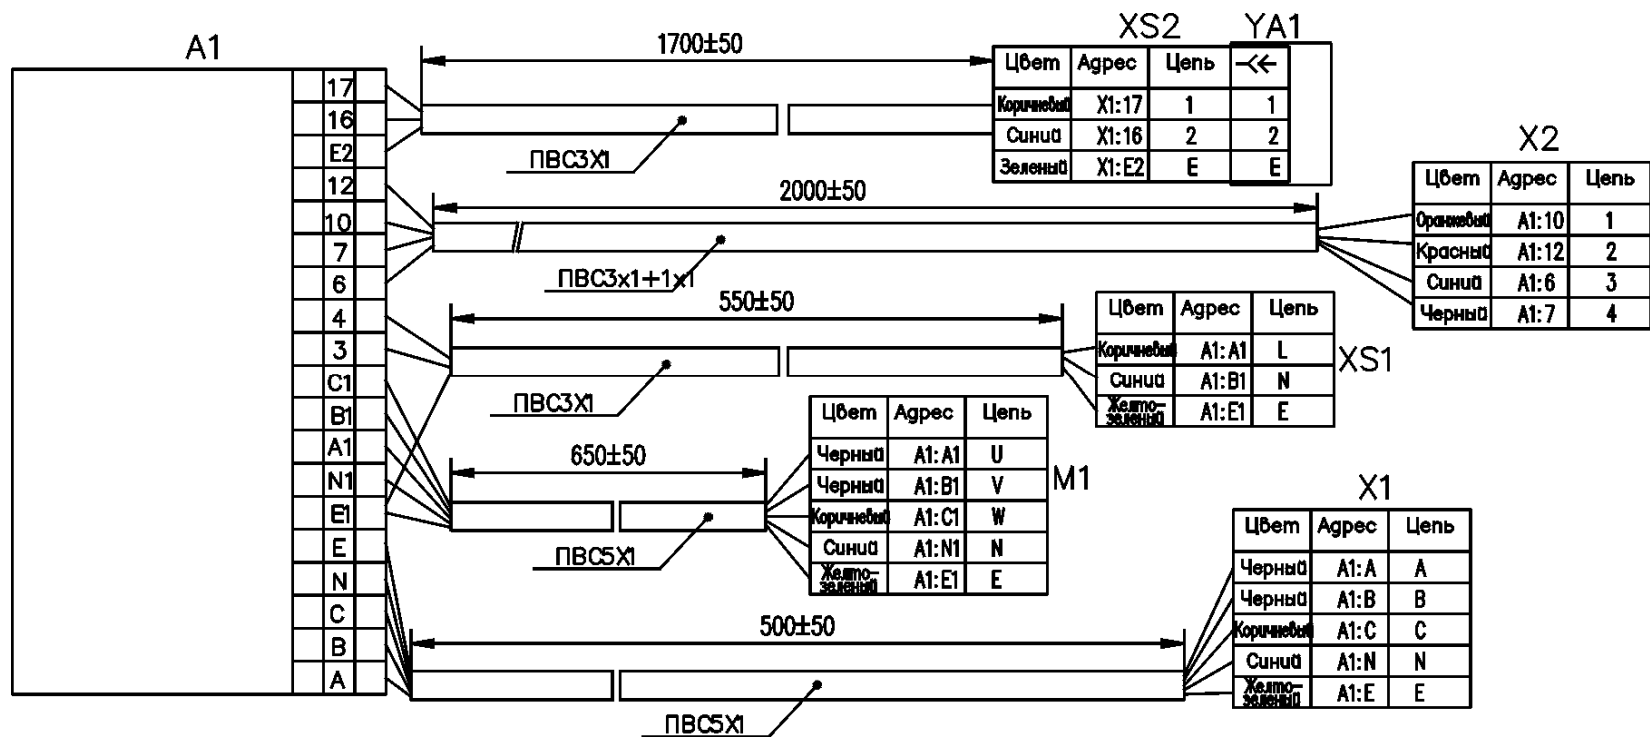 A1
17
16
E2
12
10
7
6
4
3
C1
B1
A1
N1
E1
E
N
C
B
A
1700±50
ПВС3Х1
XS2 YA1
Цвет Адрес Цепь
Коричневый X1:17 1 1
Синий X1:16 2 2
Зеленый X1:E2 E E
2000±50
ПВС3х1+1х1
X2
Цвет Адрес Цепь
Оранжевый A1:10 1
Красный A1:12 2
Синий A1:6 3
Черный A1:7 4
550±50
ПВС3Х1
XS1
Цвет Адрес Цепь
Коричневый A1:A1 L
Синий A1:B1 N
Желто-
зеленый A1:E1 E
650±50
ПВС5Х1
M1
Цвет Адрес Цепь
Черный A1:A1 U
Черный A1:B1 V
Коричневый A1:C1 W
Синий A1:N1 N
Желто-
зеленый A1:E1 E
500±50
ПВС5Х1
X1
Цвет Адрес Цепь
Черный A1:A A
Черный A1:B B
Коричневый A1:C C
Синий A1:N N
Желто-
зеленый A1:E E